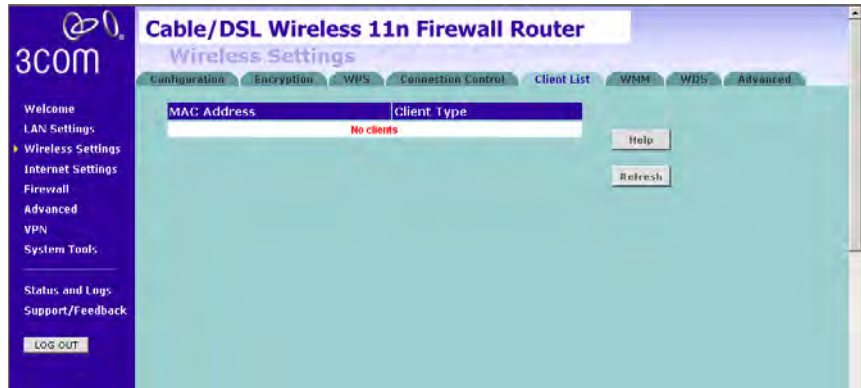 3COM
Cable/DSL Wireless 11n Firewall Router
Wireless Settings
Configuration Encryption WPS Connection Control Client List WMM WDS Advanced
Welcome
LAN Settings
Wireless Settings
Internet Settings
Firewall
Advanced
VPN
System Tools
Status and Logs
Support/Feedback
LOG OUT
MAC Address Client Type
No clients
Help
Refresh